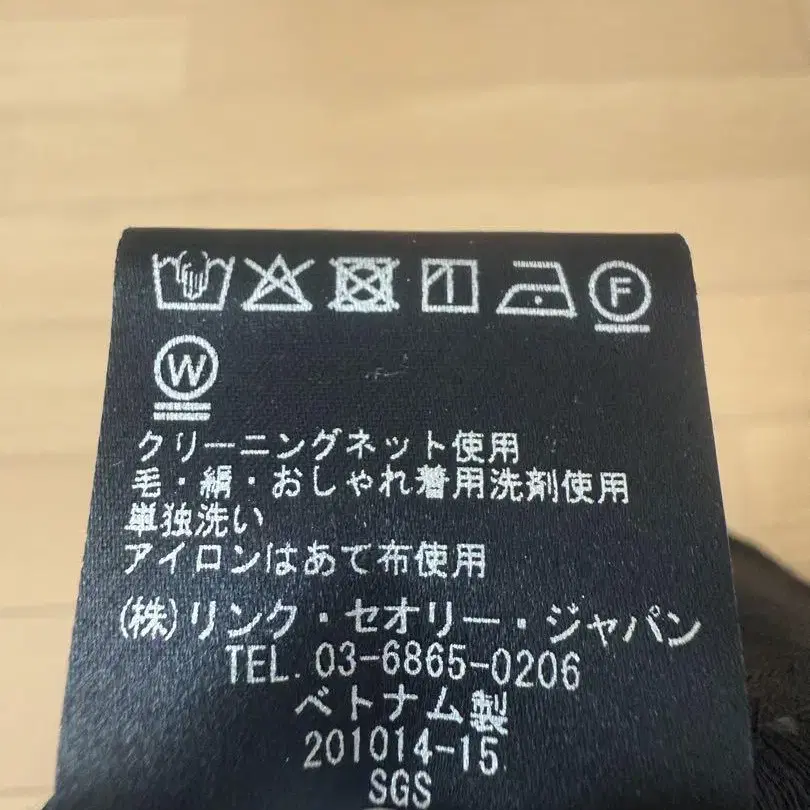 F
W
クリーニングネット使用
毛・絹・おしゃれ着用洗剤使用
単独洗い
アイロンはあて布使用
(株)リンク・セオリー・ジャパン
TEL. 03-6865-0206
ベトナム製
201014-15
SGS